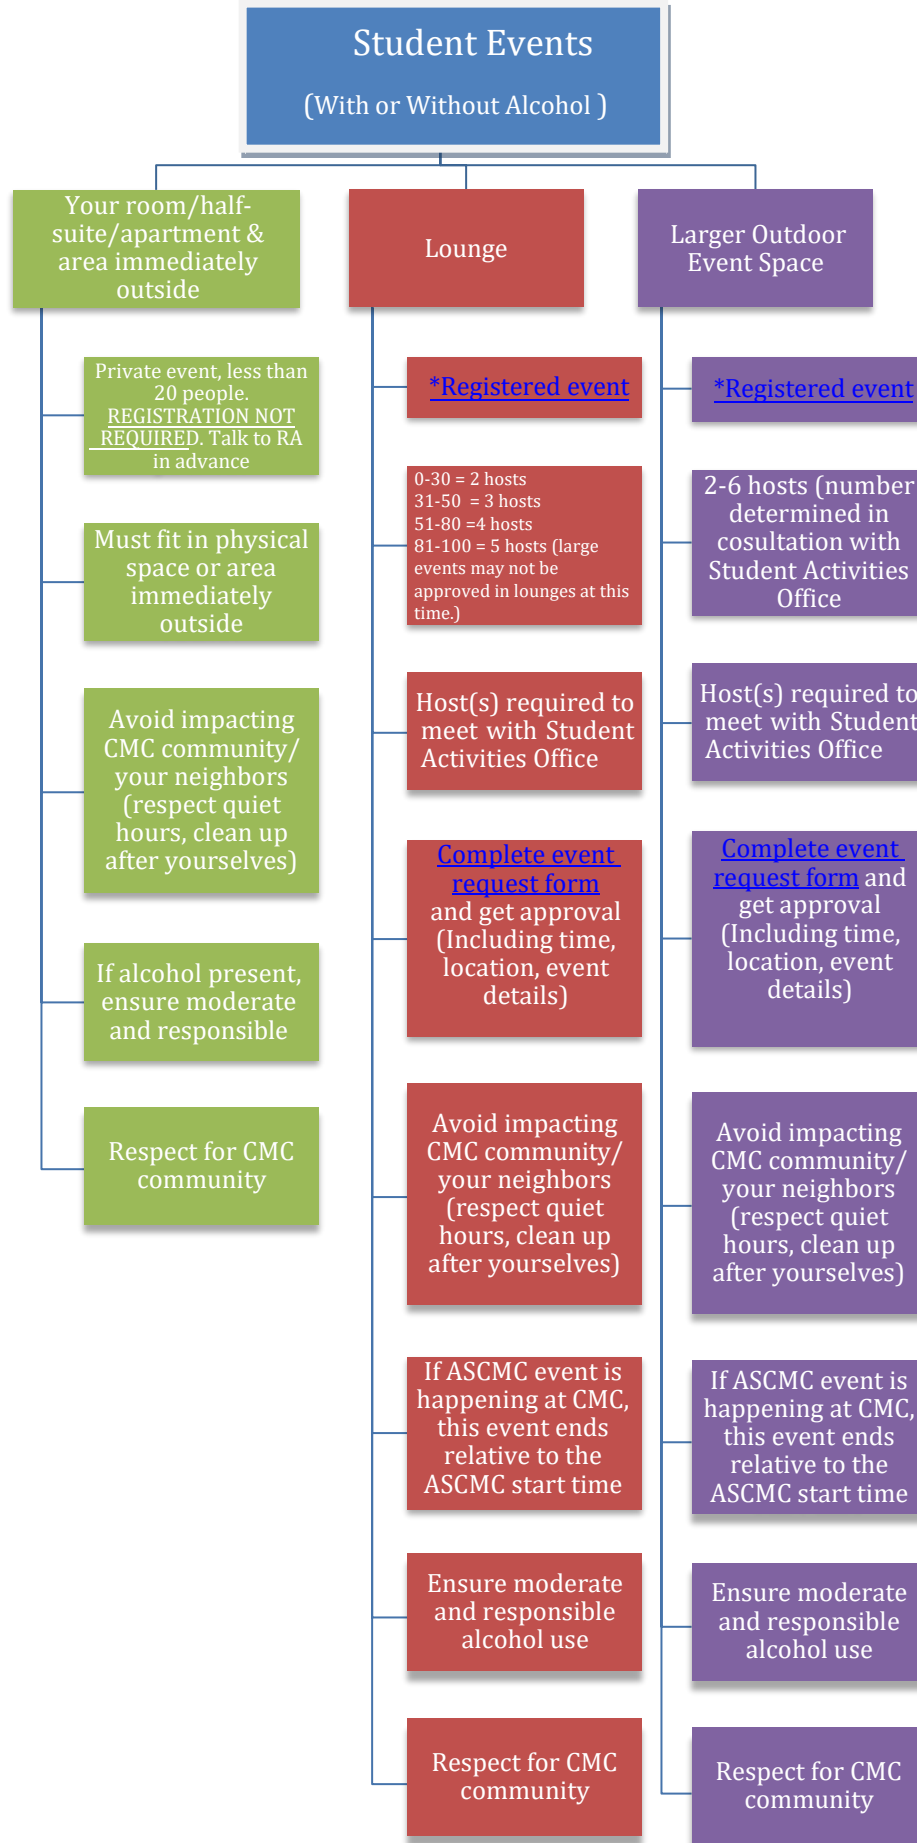 Student Events
(With or Without Alcohol )
Your room/half-
suite/apartment &
area immediately
outside
Private event, less than
20 people.
REGISTRATION NOT
REQUIRED. Talk to RA
in advance
Must fit in physical
space or area
immediately
outside
Avoid impacting
CMC community/
your neighbors
(respect quiet
hours, clean up
after yourselves)
If alcohol present,
ensure moderate
and responsible
Respect for CMC
community
Lounge
*Registered event
0-30 = 2 hosts
31-50  = 3 hosts
51-80 =4 hosts
81-100 = 5 hosts (large
events may not be
approved in lounges at this
time.)
Host(s) required to
meet with Student
Activities Office
Complete event
request form
and get approval
(Including time,
location, event
details)
Avoid impacting
CMC community/
your neighbors
(respect quiet
hours, clean up
after yourselves)
If ASCMC event is
happening at CMC,
this event ends
relative to the
ASCMC start time
Ensure moderate
and responsible
alcohol use
Respect for CMC
community
Larger Outdoor
Event Space
*Registered event
2-6 hosts (number
determined in
cosultation with
Student Activities
Office
Host(s) required to
meet with Student
Activities Office
Complete event
request form and
get approval
(Including time,
location, event
details)
Avoid impacting
CMC community/
your neighbors
(respect quiet
hours, clean up
after yourselves)
If ASCMC event is
happening at CMC,
this event ends
relative to the
ASCMC start time
Ensure moderate
and responsible
alcohol use
Respect for CMC
community